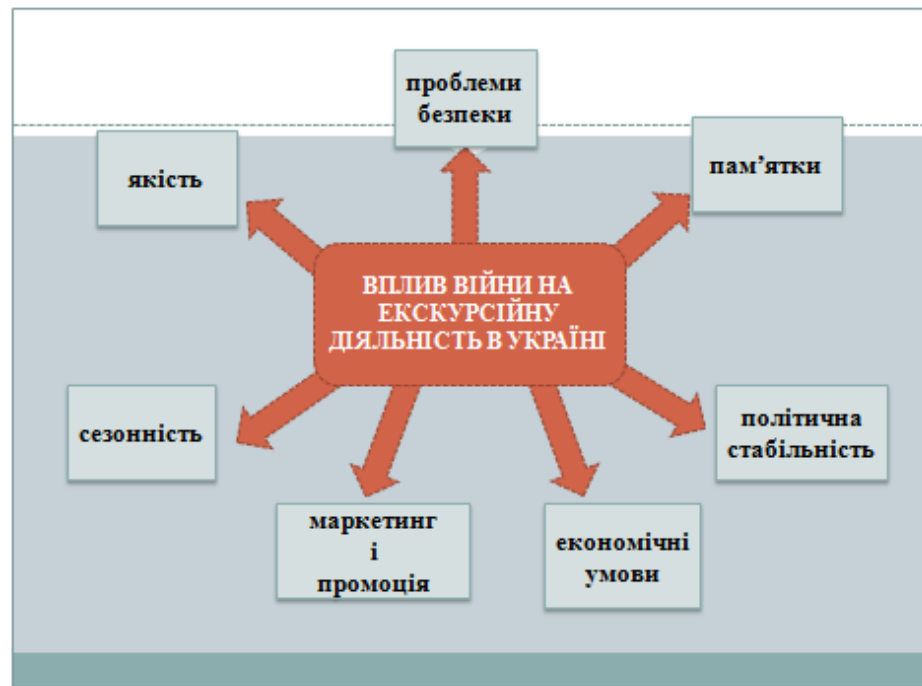 проблеми
безпеки
якість
пам’ятки
ВПЛИВ ВІЙНИ НА
ЕКСКУРСІЙНУ
ДІЯЛЬНІСТЬ В УКРАЇНІ
сезонність
політична
стабільність
маркетинг
і
промоція
економічні
умови